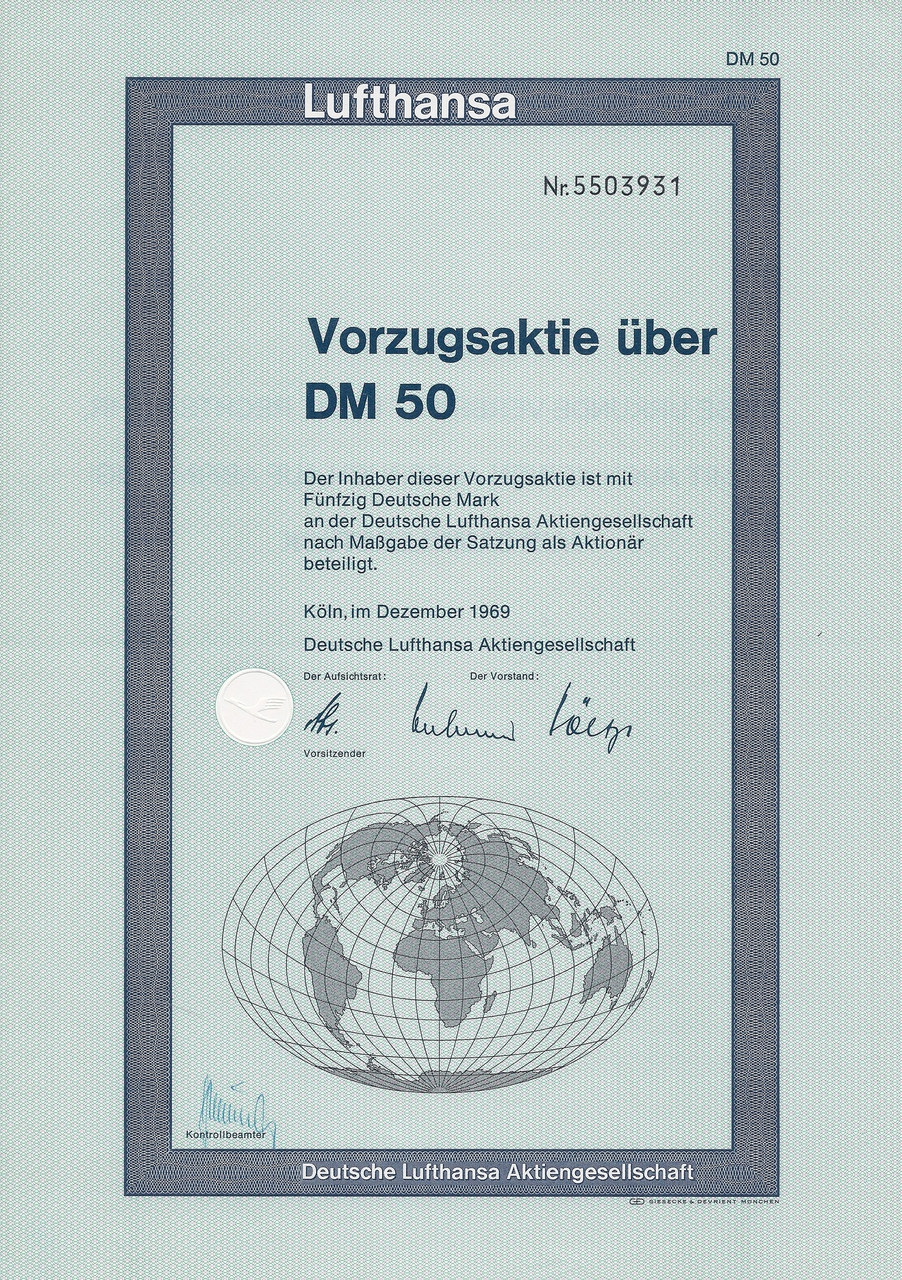 DM 50
Lufthansa
Nr.5503931
Vorzugsaktie über
DM 50
Der Inhaber dieser Vorzugsaktie ist mit
Fünfzig Deutsche Mark
an der Deutsche Lufthansa Aktiengesellschaft
nach Maßgabe der Satzung als Aktionär
beteiligt.
Köln, im Dezember 1969
Deutsche Lufthansa Aktiengesellschaft
Der Aufsichtsrat: Der Vorstand:
Vorsitzender
Kontrollbeamter
Deutsche Lufthansa Aktiengesellschaft
GIESECKE & DEVRIENT MÜNCHEN